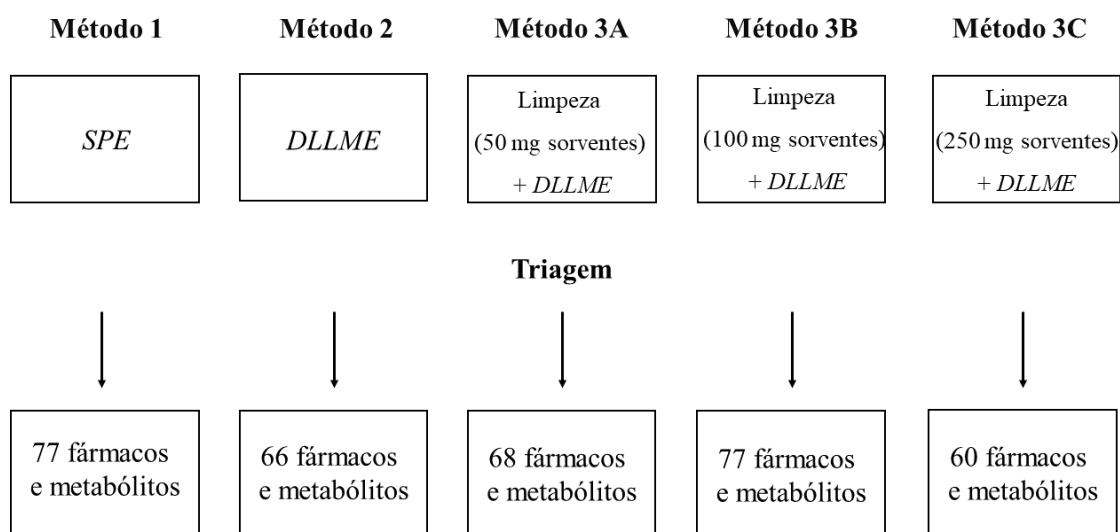 Método 1
Método 2
Método 3A
Método 3B
Método 3C
SPE
DLLME
Limpeza
(50 mg sorventes)
+ DLLME
Limpeza
(100 mg sorventes)
+ DLLME
Limpeza
(250 mg sorventes)
+ DLLME
Triagem
77 fármacos
e metabólitos
66 fármacos
e metabólitos
68 fármacos
e metabólitos
77 fármacos
e metabólitos
60 fármacos
e metabólitos